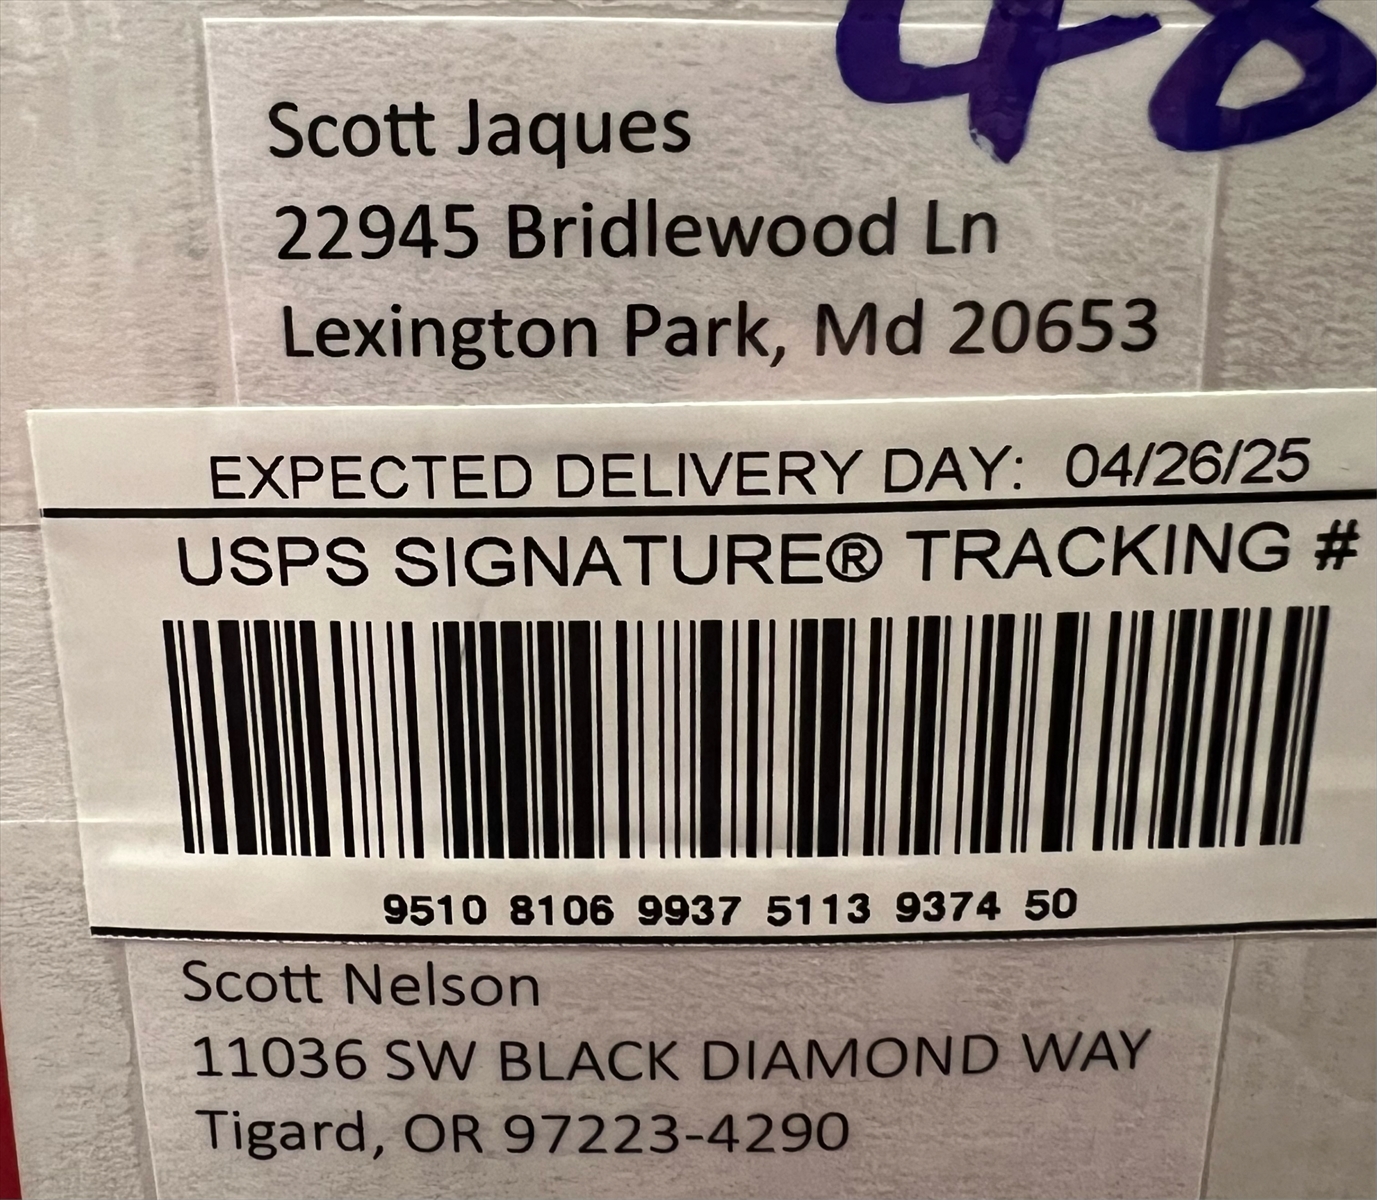 48
Scott Jaques
22945 Bridlewood Ln
Lexington Park, Md 20653
EXPECTED DELIVERY DAY: 04/26/25
USPS SIGNATURE® TRACKING #
9510 8106 9937 5113 9374 50
Scott Nelson
11036 SW BLACK DIAMOND WAY
Tigard, OR 97223-4290